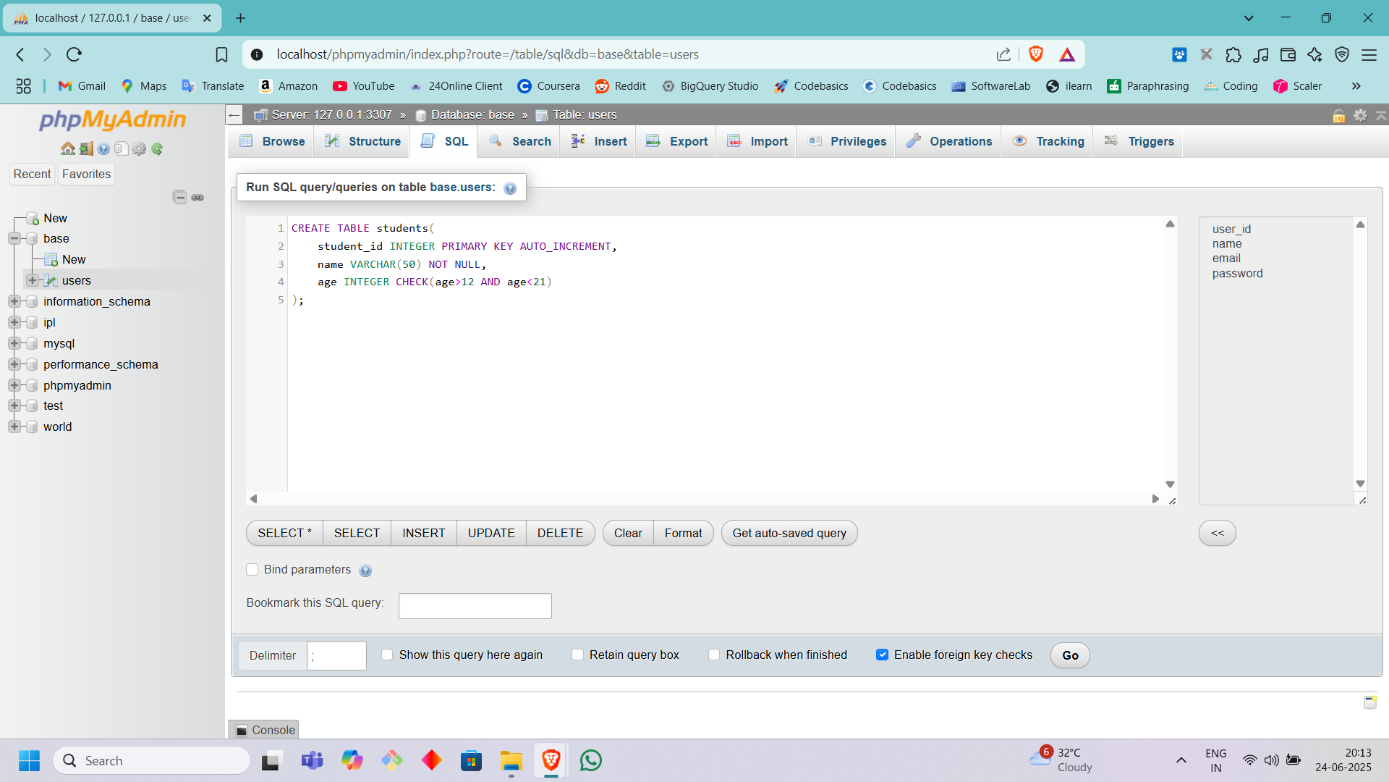 localhost / 127.0.0.1 / base / use
localhost/phpmyadmin/index.php?route=/table/sql&db=base&table=users
Gmail Maps Translate Amazon YouTube 24Online Client Coursera Reddit BigQuery Studio Codebasics Codebasics SoftwareLab ilearn Paraphrasing Coding Scaler »
phpMyAdmin
Recent Favorites
New
base
New
users
information_schema
ipl
mysql
performance_schema
phpmyadmin
test
world
Server: 127.0.0.1:3307 » Database: base » Table: users
Browse Structure SQL Search Insert Export Import Privileges Operations Tracking Triggers
Run SQL query/queries on table base.users:
1 CREATE TABLE students(
2 student_id INTEGER PRIMARY KEY AUTO_INCREMENT,
3 name VARCHAR(50) NOT NULL,
4 age INTEGER CHECK(age>12 AND age<21)
5 );
user_id
name
email
password
SELECT * SELECT INSERT UPDATE DELETE Clear Format Get auto-saved query <<
Bind parameters
Bookmark this SQL query:
Delimiter ; Show this query here again Retain query box Rollback when finished Enable foreign key checks Go
Console
Search
6
32°C
Cloudy
ENG
IN
20:13
24-06-2025